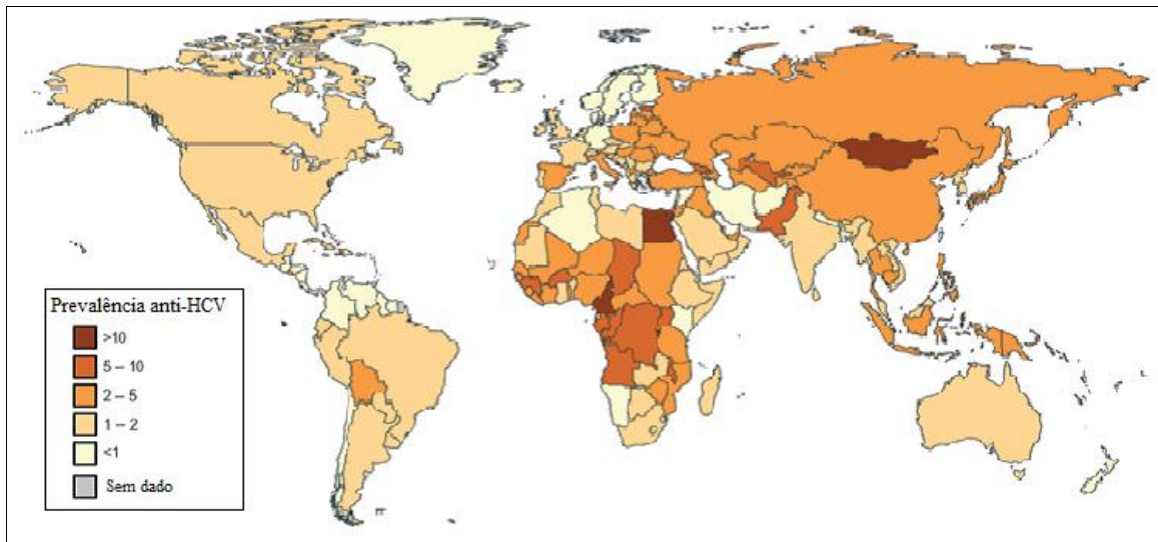 Prevalência anti-HCV
>10
5 – 10
2 – 5
1 – 2
<1
Sem dado